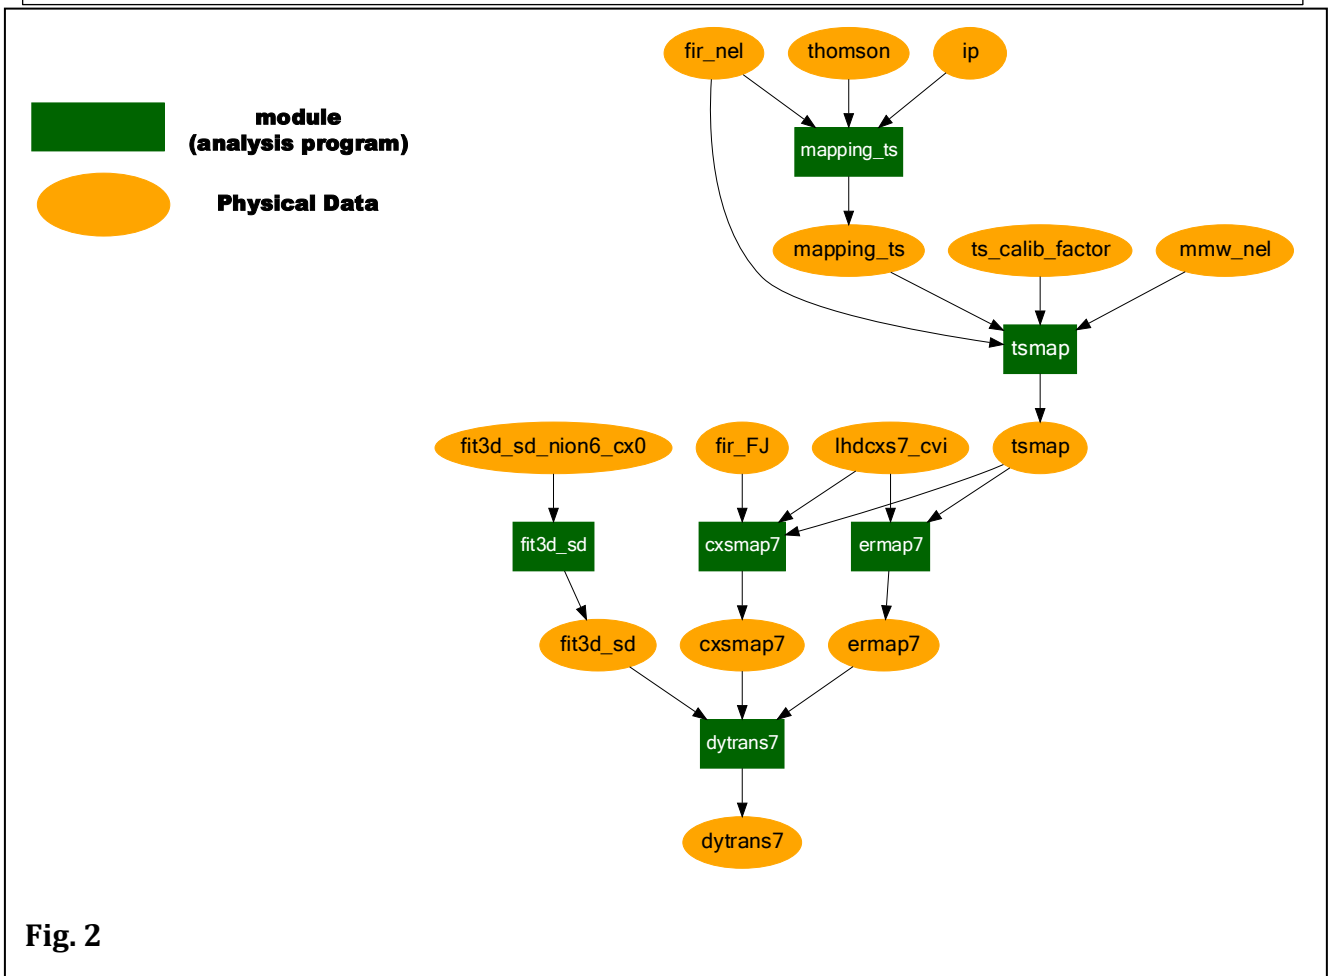 fir_nel
thomson
ip
module
(analysis program)
mapping_ts
Physical Data
mapping_ts
ts_calib_factor
mmw_nel
tsmap
fit3d_sd_nion6_cx0
fir_FJ
lhdcxs7_cvi
tsmap
fit3d_sd
cxsmap7
ermap7
fit3d_sd
cxsmap7
ermap7
dytrans7
dytrans7
Fig. 2